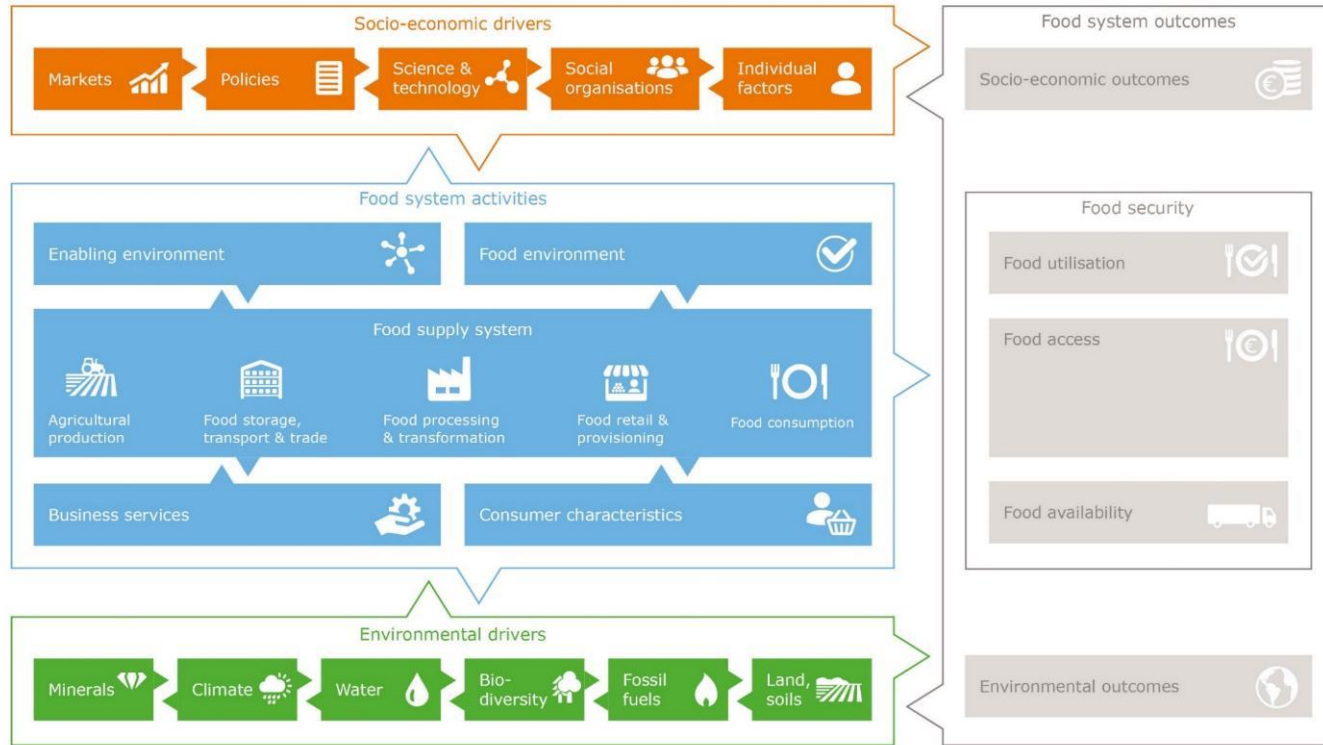 Socio-economic drivers
Markets
Policies
Science &
technology
Social
organisations
Individual
factors
Food system activities
Enabling environment
Food environment
Food supply system
Agricultural
production
Food storage,
transport & trade
Food processing
& transformation
Food retail &
provisioning
Food consumption
Business services
Consumer characteristics
Environmental drivers
Minerals
Climate
Water
Bio-
diversity
Fossil
fuels
Land,
soils
Food system outcomes
Socio-economic outcomes
€
Food security
Food utilisation
Food access
€
Food availability
Environmental outcomes